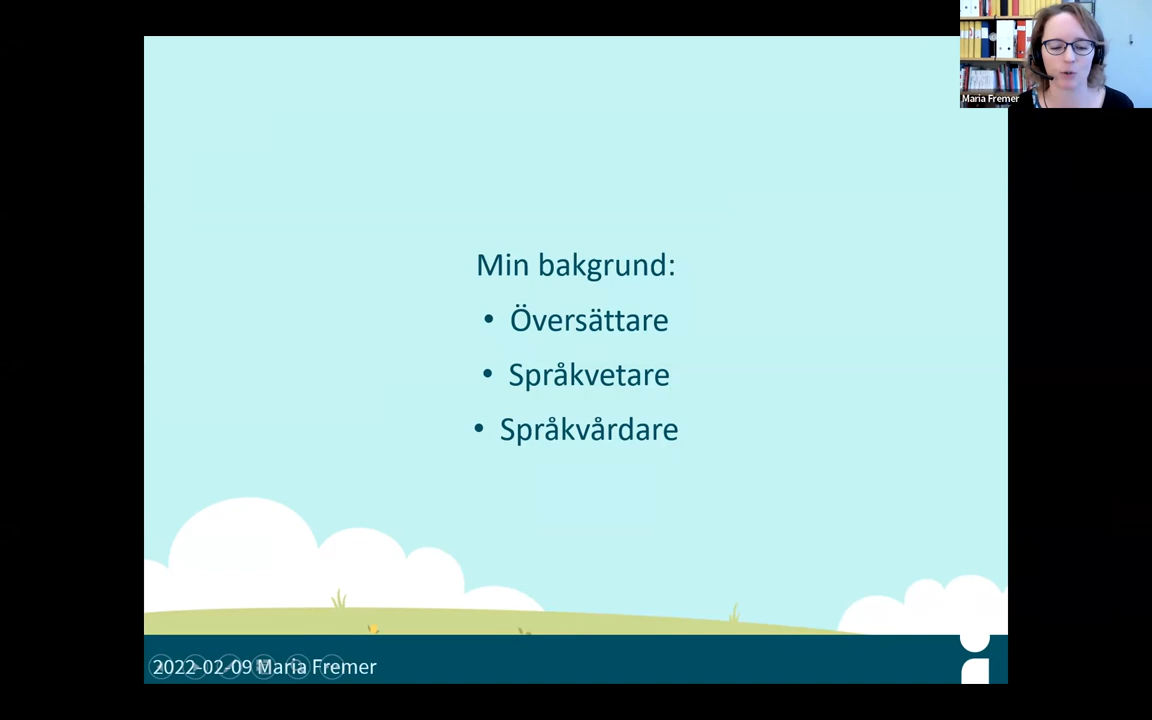 Maria Fremer
Min bakgrund:
• Översättare
• Språkvetare
• Språkvårdare
2022-02-09 Maria Fremer